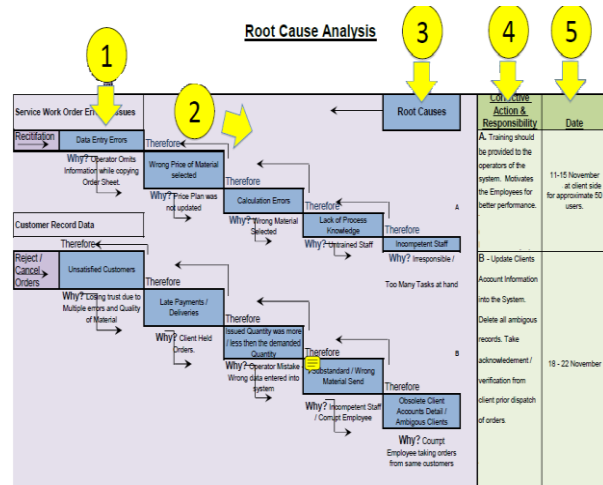 Root Cause Analysis
1
2
3
4
5
Service Work Order En
ssues
Root Causes
Corrective
Action &
Responsibility
Date
Rectifation
Data Entry Errors
Therefore
Why? Operator Omits
Information while copying
Order Sheet.
Wrong Price of Material
selected
Therefore
Why? Price Plan was
not updated
Calculation Errors
Therefore
Why? Wrong Material
Selected
Lack of Process
Knowledge
Therefore
Why? Untrained Staff
Incompetent Staff
Why? Irresponsible /
Too Many Tasks at hand
A
A. Training should
be provided to the
operators of the
system. Motivates
the Employees for
better performance.
11-15 November
at client side
for approximate 50
users.
Customer Record Data
Therefore
Reject /
Cancel
Orders
Unsatisfied Customers
Therefore
Why? Losing trust due to
Multiple errors and Quality
of Material
Late Payments /
Deliveries
Therefore
Why? Client Held
Orders.
Issued Quantity was more
/ less then the demanded
Quantity
Therefore
Why? Operator Mistake -
Wrong data entered into
system
ubstandard / Wrong
Material Send
Therefore
Why? Incompetent Staff
/ Corrupt Employee
Obsolete Client
Accounts Detail /
Ambigous Clients
Why? Courrpt
Employee taking orders
from same customers
B
B - Update Clients
Account Information
into the System.
Delete all ambigous
records. Take
acknowledement /
verification from
client prior dispatch
of orders.
18 - 22 November